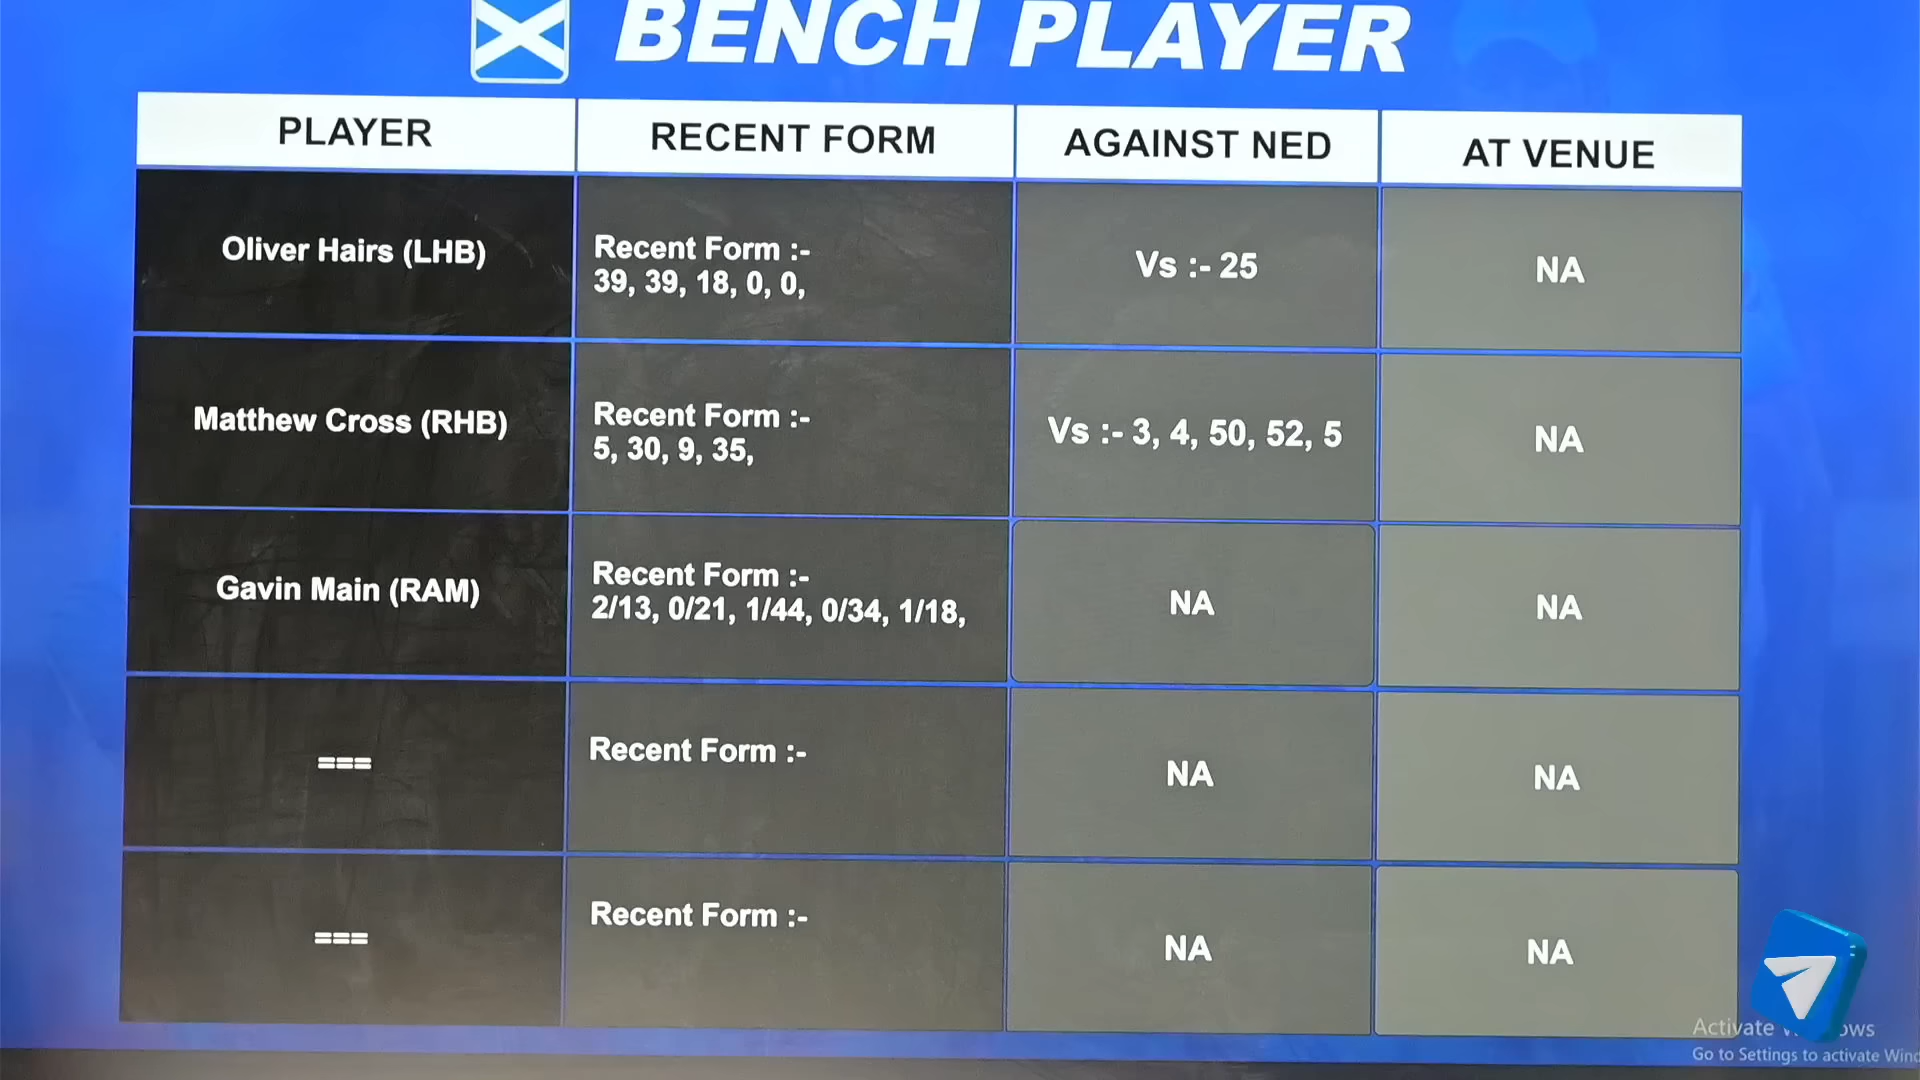 BENCH PLAYER
PLAYER
RECENT FORM
AGAINST NED
AT VENUE
Oliver Hairs (LHB)
Recent Form :-
39, 39, 18, 0, 0,
Vs :- 25
NA
Matthew Cross (RHB)
Recent Form :-
5, 30, 9, 35,
Vs :- 3, 4, 50, 52, 5
NA
Gavin Main (RAM)
Recent Form :-
2/13, 0/21, 1/44, 0/34, 1/18,
NA
NA
===
Recent Form :-
NA
NA
===
Recent Form :-
NA
NA
Activate
Go to Settings to activate Wind